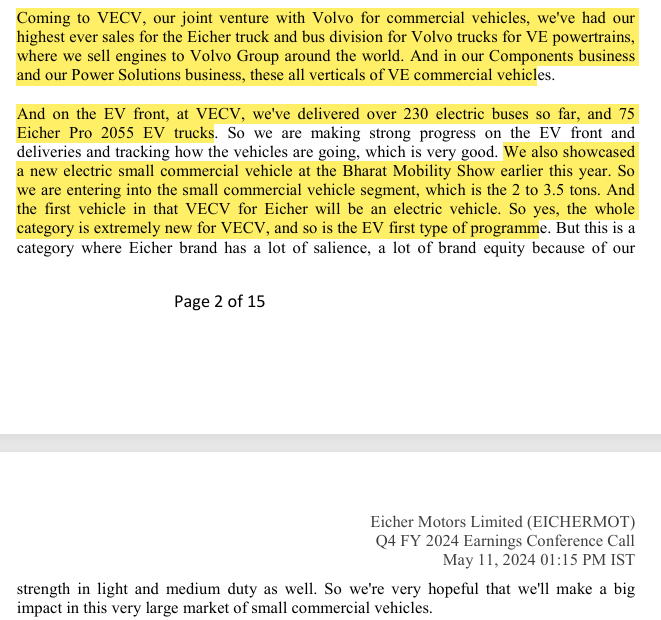 Coming to VECV, our joint venture with Volvo for commercial vehicles, we've had our
highest ever sales for the Eicher truck and bus division for Volvo trucks for VE powertrains,
where we sell engines to Volvo Group around the world. And in our Components business
and our Power Solutions business, these all verticals of VE commercial vehicles.
And on the EV front, at VECV, we've delivered over 230 electric buses so far, and 75
Eicher Pro 2055 EV trucks. So we are making strong progress on the EV front and
deliveries and tracking how the vehicles are going, which is very good. We also showcased
a new electric small commercial vehicle at the Bharat Mobility Show earlier this year. So
we are entering into the small commercial vehicle segment, which is the 2 to 3.5 tons. And
the first vehicle in that VECV for Eicher will be an electric vehicle. So yes, the whole
category is extremely new for VECV, and so is the EV first type of programme. But this is a
category where Eicher brand has a lot of salience, a lot of brand equity because of our
Page 2 of 15
Eicher Motors Limited (EICHERMOT)
Q4 FY 2024 Earnings Conference Call
May 11, 2024 01:15 PM IST
strength in light and medium duty as well. So we're very hopeful that we'll make a big
impact in this very large market of small commercial vehicles.